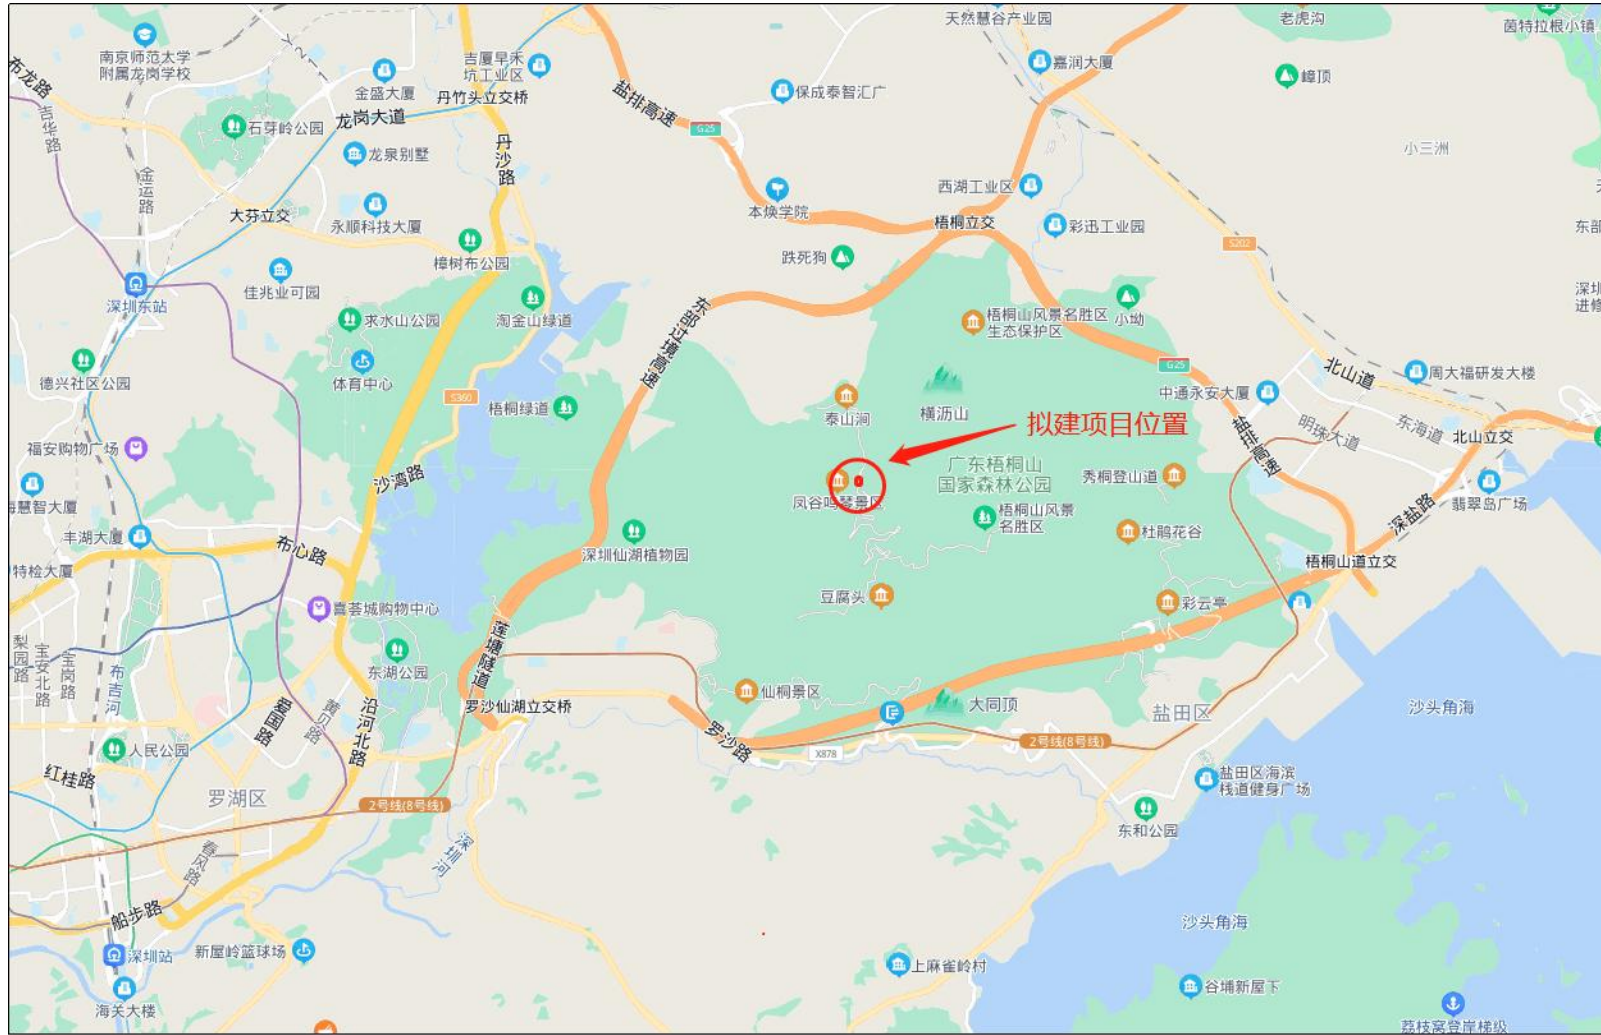 天然慧谷产业园
老虎沟
茵特拉根小镇
南京师范大学
附属龙岗学校
Y21
吉厦早禾
坑工业区
嘉润大厦
嶂顶
布龙路
金盛大厦
丹竹头立交桥
盐排高速
保成泰智汇广
吉华路
石芽岭公园
龙岗大道
G25
丹沙路
龙泉别墅
小三洲
金运路
西湖工业区
大芬立交
永顺科技大厦
本焕学院
梧桐立交
彩迅工业园
东部
樟树布公园
跌死狗
S202
佳兆业可园
深圳东站
淘金山绿道
东部过境高速
梧桐山风景名胜区
生态保护区
小坳
深圳
进修
求水山公园
G25
北山道
周大福研发大楼
德兴社区公园
体育中心
S360
梧桐绿道
泰山涧
横沥山
中通永安大厦
拟建项目位置
盐排高速
明珠大道
东海道
北山立交
福安购物广场
沙湾路
广东梧桐山
国家森林公园
秀桐登山道
慧智大厦
凤谷鸣琴景区
梧桐山风景
名胜区
深盐路
翡翠岛广场
丰湖大厦
布心路
深圳仙湖植物园
杜鹃花谷
梧桐山道立交
特检大厦
喜荟城购物中心
豆腐头
彩云亭
梨园路
宝安北路
宝岗路
布吉河
东湖公园
莲塘隧道
仙桐景区
爱国路
黄贝路
沿河北路
罗沙仙湖立交桥
大同顶
盐田区
沙头角海
人民公园
罗沙路
X878
2号线(8号线)
红桂路
罗湖区
盐田区海滨
栈道健身广场
2号线(8号线)
东和公园
春风路
深圳河
船步路
沙头角海
深圳站
新屋岭篮球场
上麻雀岭村
谷埔新屋下
海关大楼
荔枝窝登岸梯级